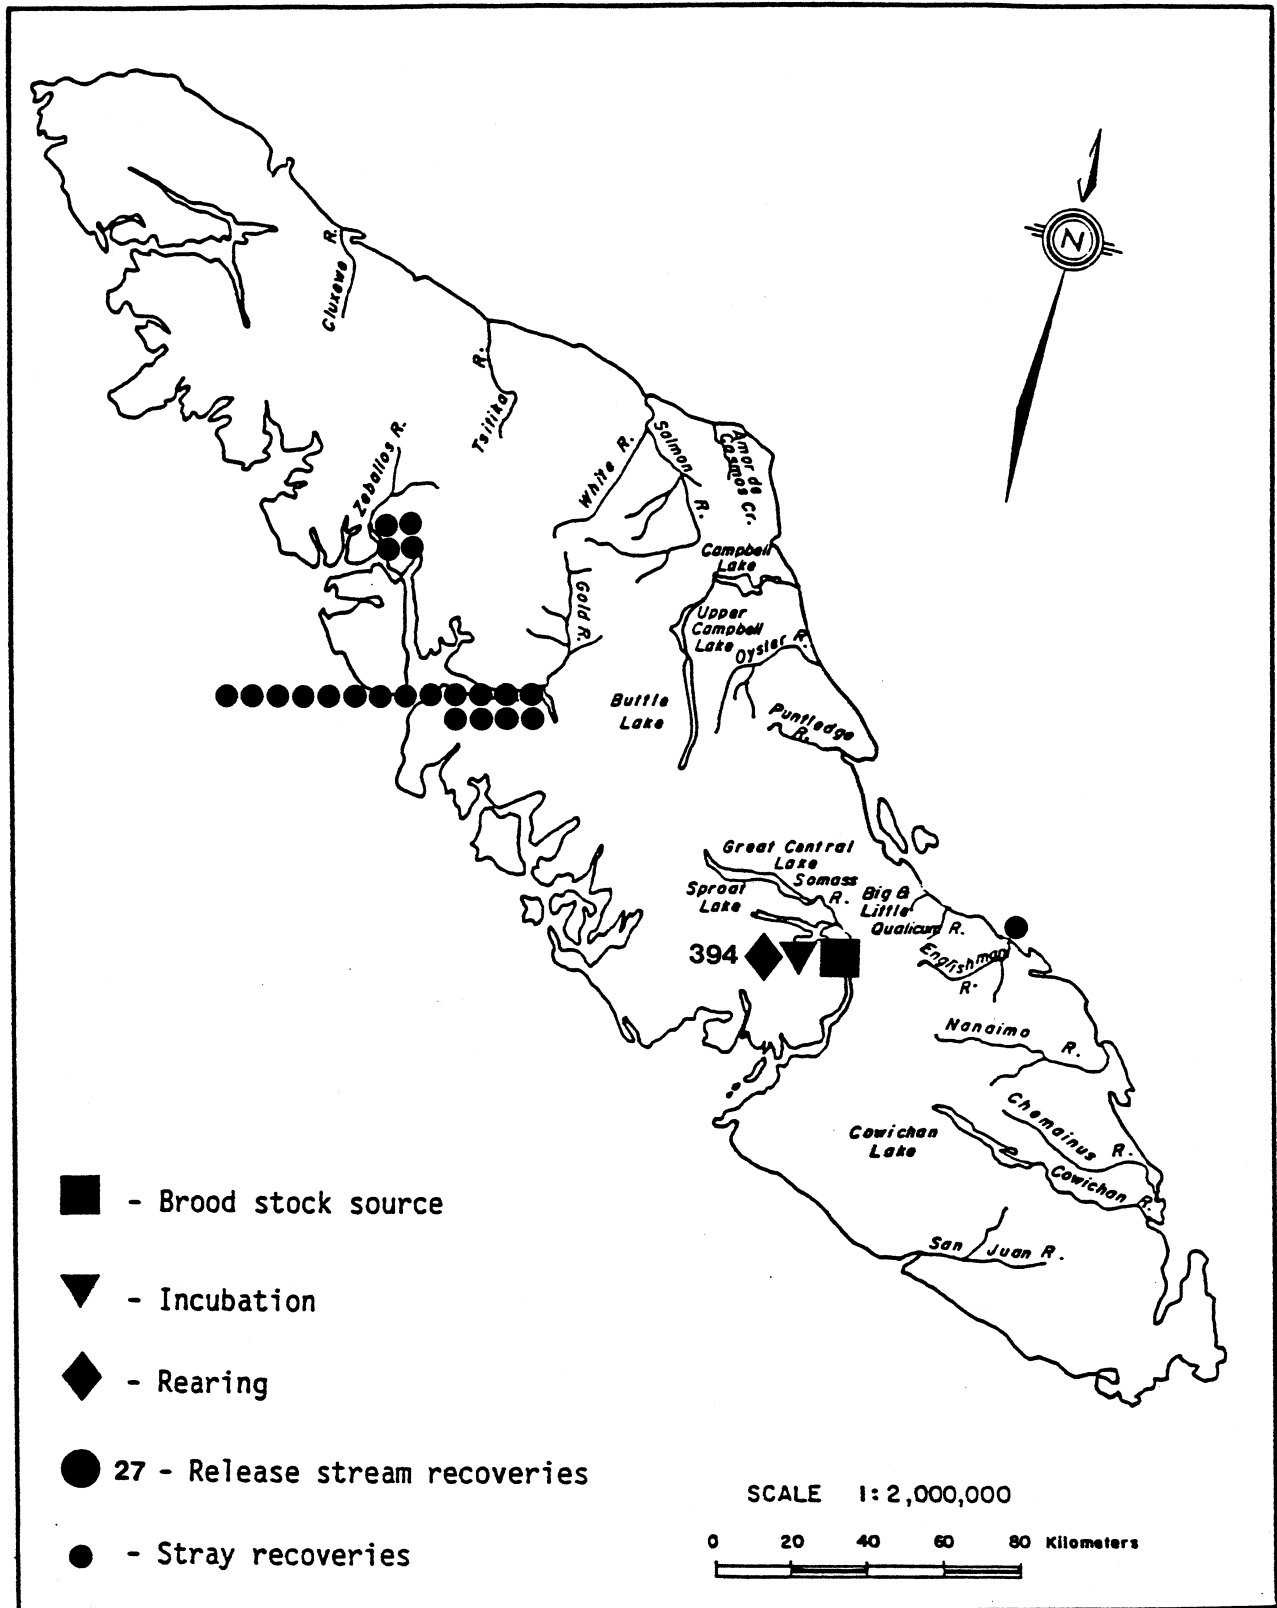 N
Cluxewe R.
Tsitika R.
Zeballos R.
White R.
Salmon R.
Amor de
Cosmos Cr.
Campbell
Lake
Gold R.
Upper
Campbell
Lake
Oyster R.
Buttle
Lake
Puntledge
R.
Great Central
Lake
Somass
R.
Sproat
Lake
Big &
Little
Qualicum R.
394
Englishman
R.
Nanaimo R.
Chemainus R.
Cowichan
Lake
Cowichan R.
San Juan R.
- Brood stock source
- Incubation
- Rearing
27 - Release stream recoveries
- Stray recoveries
SCALE 1:2,000,000
0 20 40 60 80 Kilometers